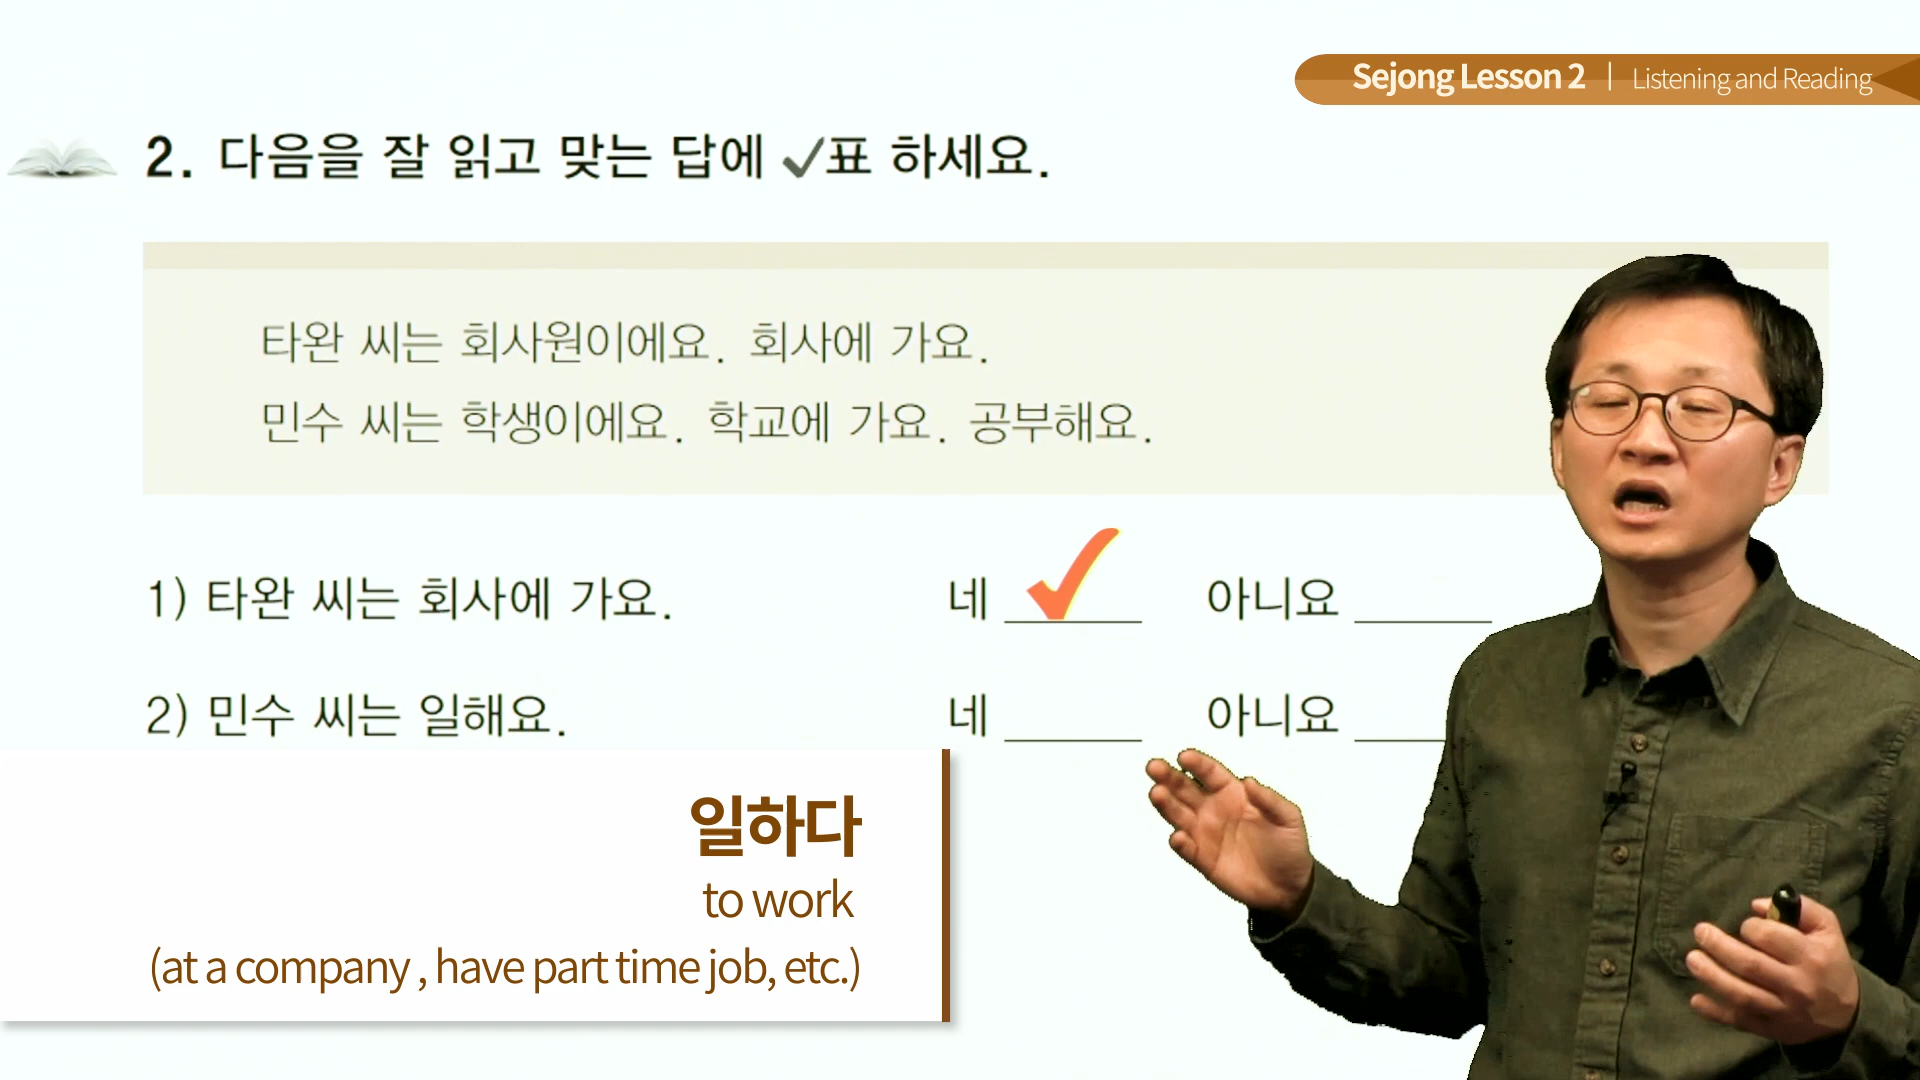 Sejong Lesson 2 | Listening and Reading
2. 다음을 잘 읽고 맞는 답에 ✓표 하세요.
타완 씨는 회사원이에요. 회사에 가요.
민수 씨는 학생이에요. 학교에 가요. 공부해요.
1) 타완 씨는 회사에 가요. 네 ✓ 아니요 ____
2) 민수 씨는 일해요. 네 ____ 아니요 ____
일하다
to work
(at a company , have part time job, etc.)